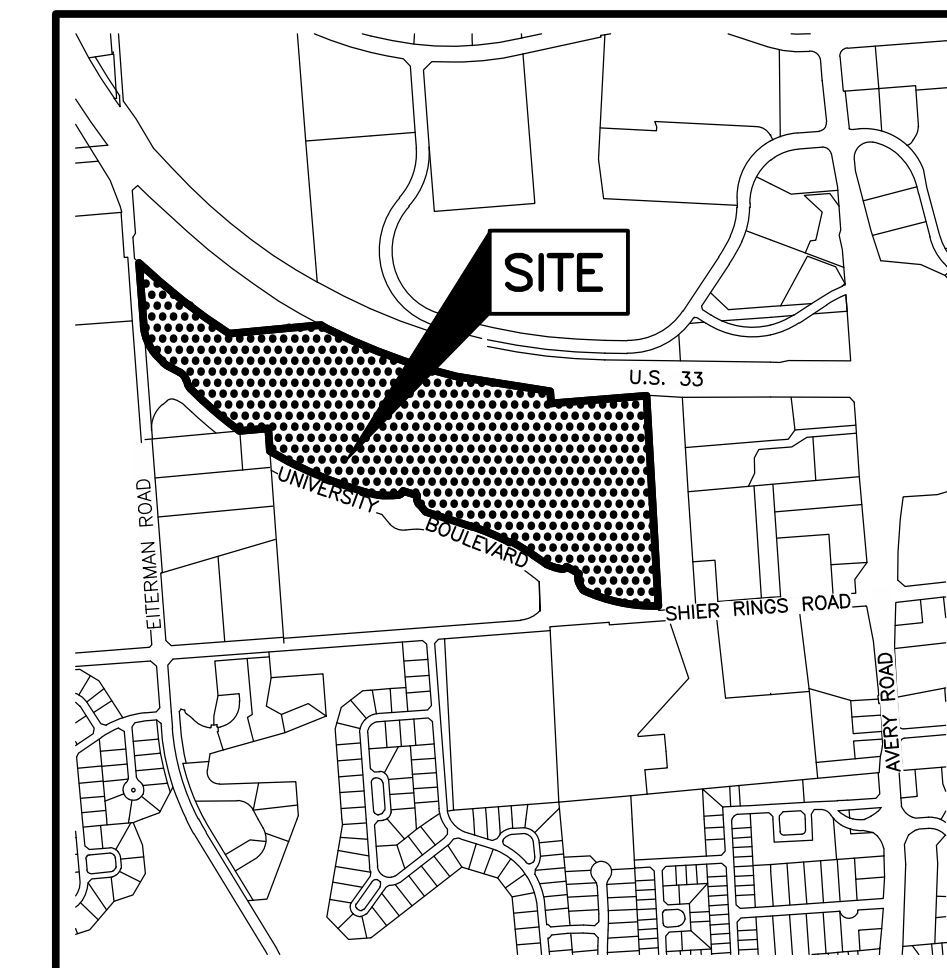 SITE
U.S. 33
UNIVERSITY BOULEVARD
EITERMAN ROAD
SHIER RINGS ROAD
AVERY ROAD